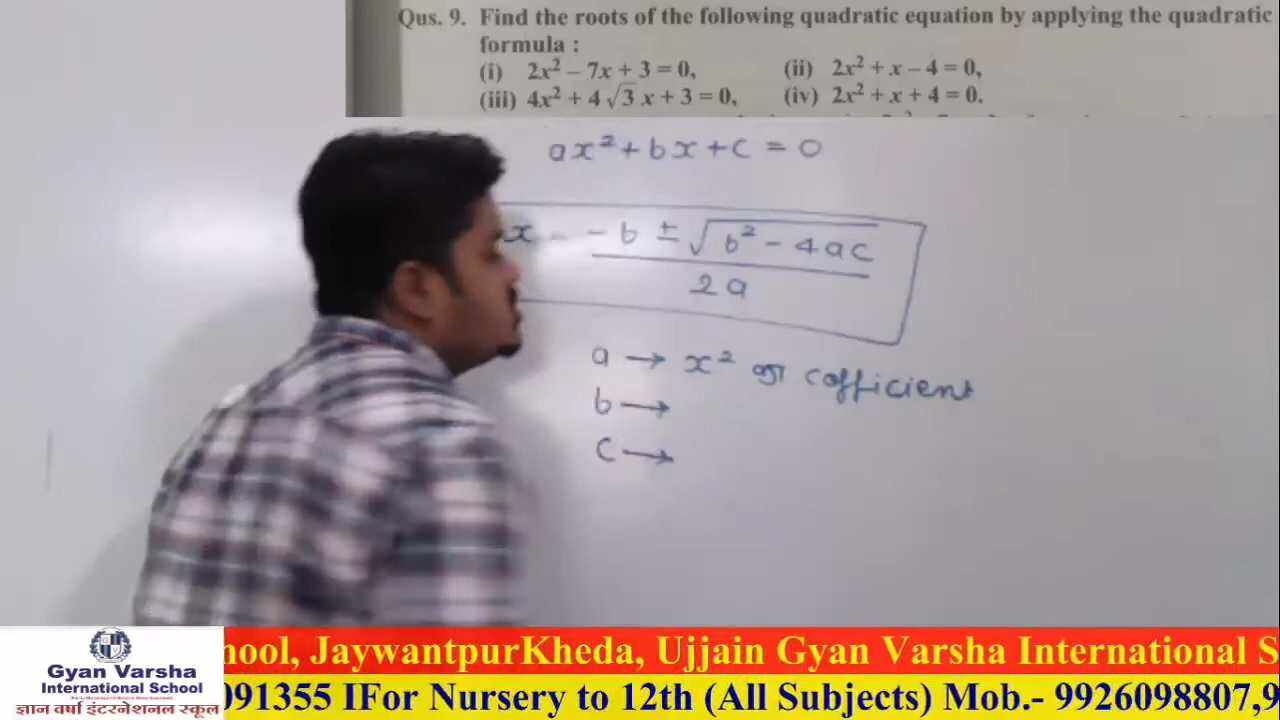 Qus. 9. Find the roots of the following quadratic equation by applying the quadratic
formula :
(i) 2x² – 7x + 3 = 0, (ii) 2x² + x – 4 = 0,
(iii) 4x² + 4√3 x + 3 = 0, (iv) 2x² + x + 4 = 0.
ax² + bx + c = 0
x = -b ± √(b² - 4ac) / 2a
a → x² का cofficient
b →
c →
hool, JaywantpurKheda, Ujjain Gyan Varsha International S
091355 IFor Nursery to 12th (All Subjects) Mob.- 9926098807,9
Gyan Varsha
International School
ज्ञान वर्षा इंटरनेशनल स्कूल